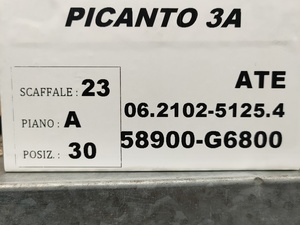 PICANTO 3A
SCAFFALE: 23
PIANO: A
POSIZ.: 30
ATE
06.2102-5125.4
58900-G6800